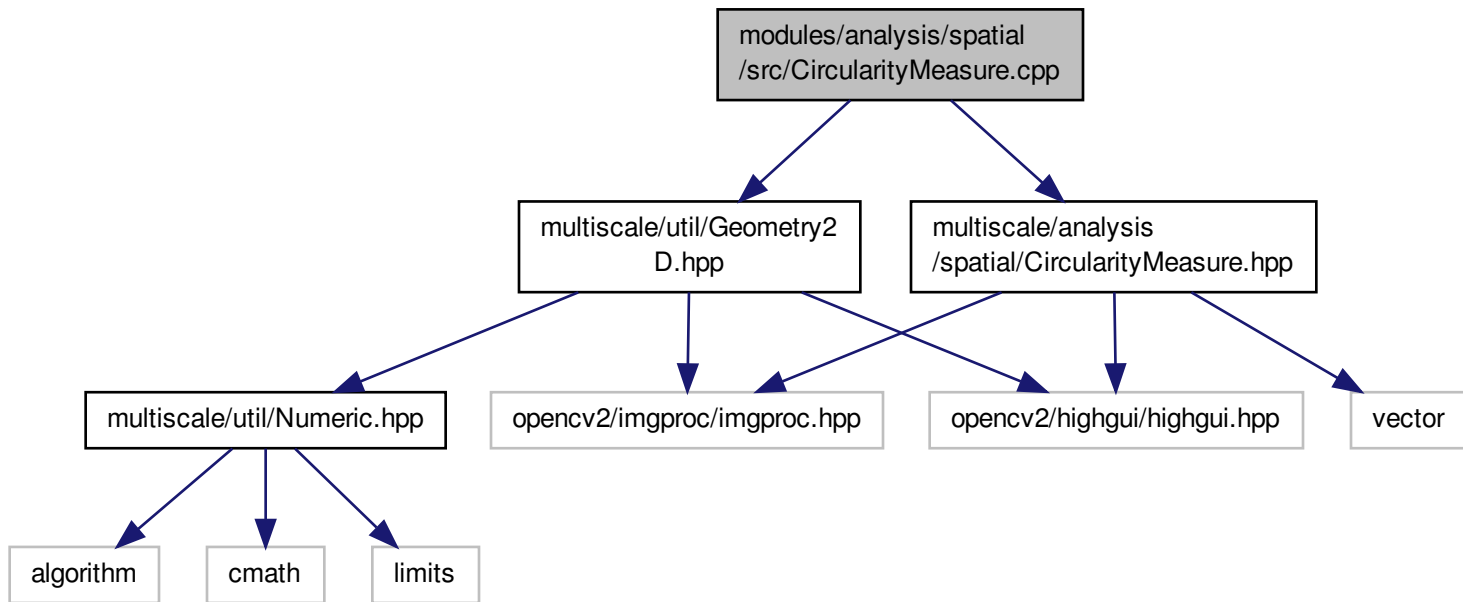 modules/analysis/spatial
/src/CircularityMeasure.cpp
multiscale/util/Geometry2
D.hpp
multiscale/analysis
/spatial/CircularityMeasure.hpp
multiscale/util/Numeric.hpp
opencv2/imgproc/imgproc.hpp
opencv2/highgui/highgui.hpp
vector
algorithm
cmath
limits